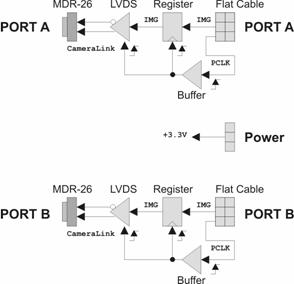 MDR-26 LVDS Register Flat Cable
PORT A IMG IMG PORT A
CameraLink PCLK
Buffer
+3.3V Power
MDR-26 LVDS Register Flat Cable
PORT B IMG IMG PORT B
CameraLink PCLK
Buffer